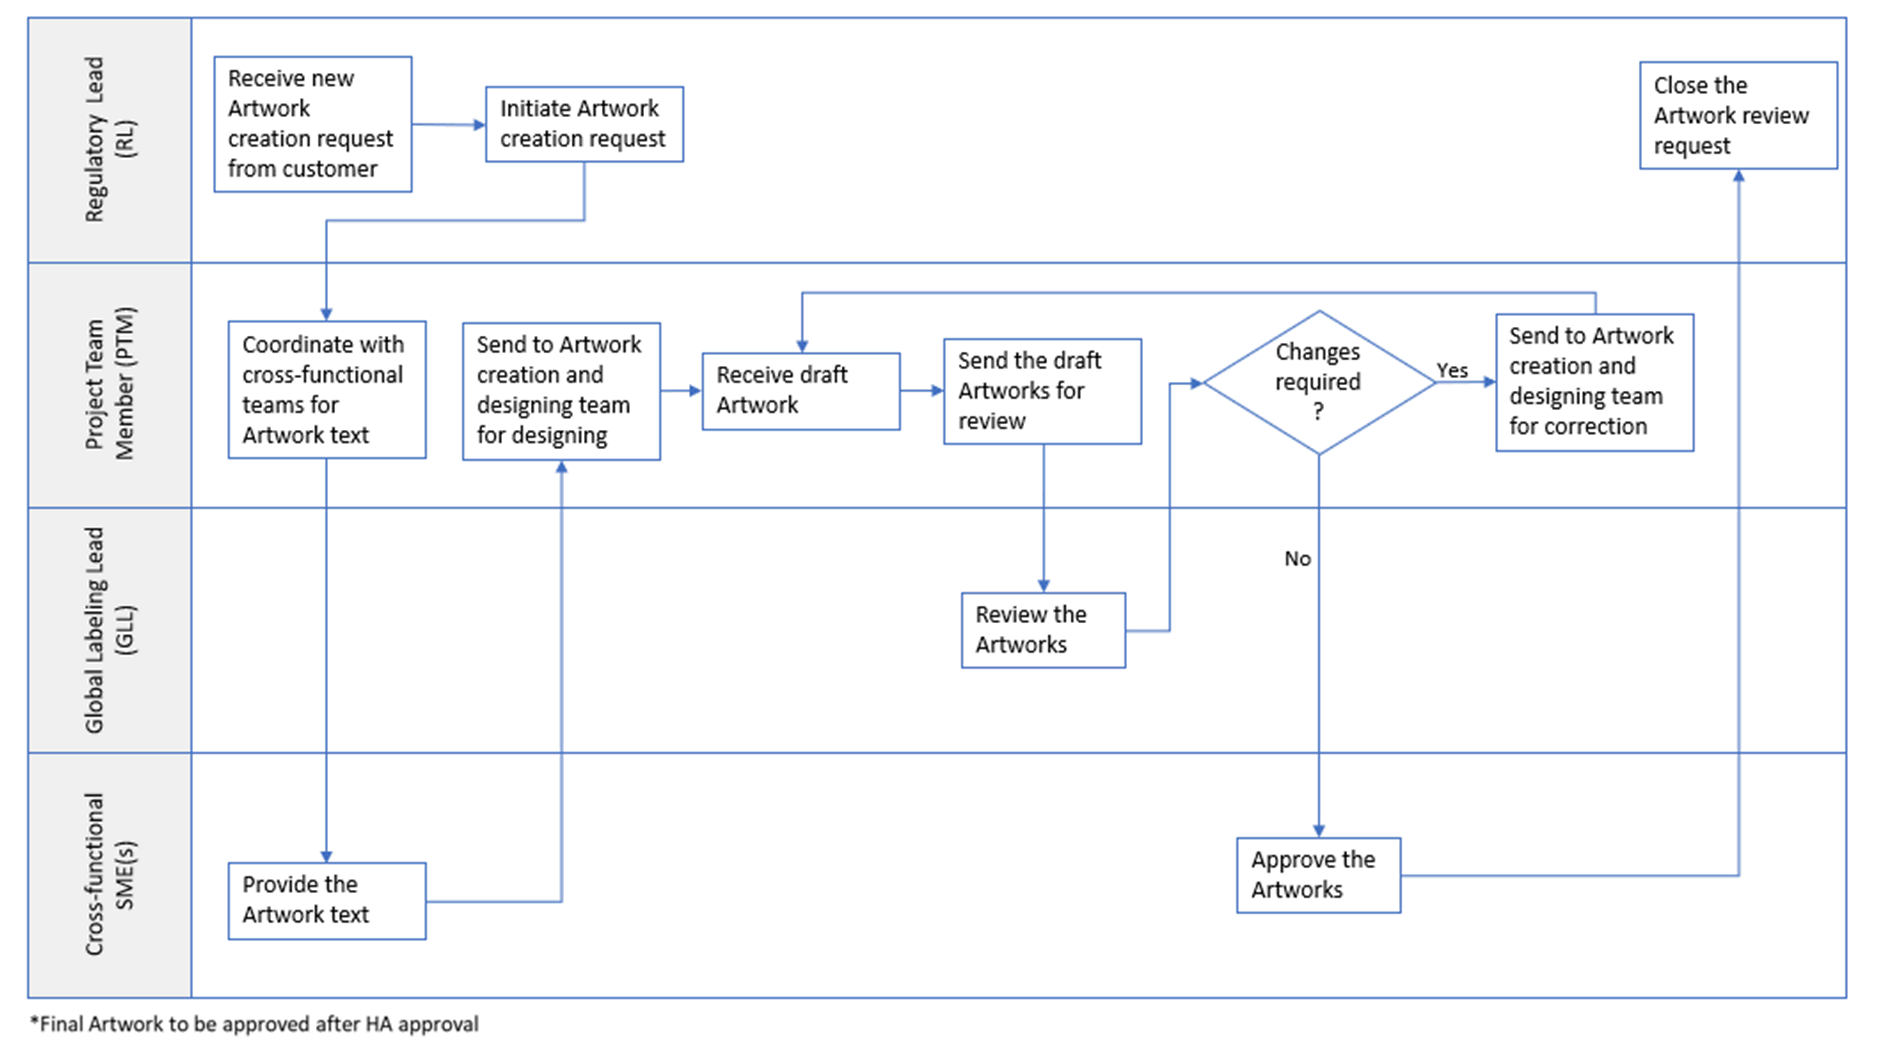 Regulatory Lead
(RL)
Receive new
Artwork
creation request
from customer
Initiate Artwork
creation request
Close the
Artwork review
request
Project Team
Member (PTM)
Coordinate with
cross-functional
teams for
Artwork text
Send to Artwork
creation and
designing team
for designing
Receive draft
Artwork
Send the draft
Artworks for
review
Changes
required
?
Yes
Send to Artwork
creation and
designing team
for correction
Global Labeling Lead
(GLL)
Review the
Artworks
No
Cross-functional
SME(s)
Provide the
Artwork text
Approve the
Artworks
*Final Artwork to be approved after HA approval